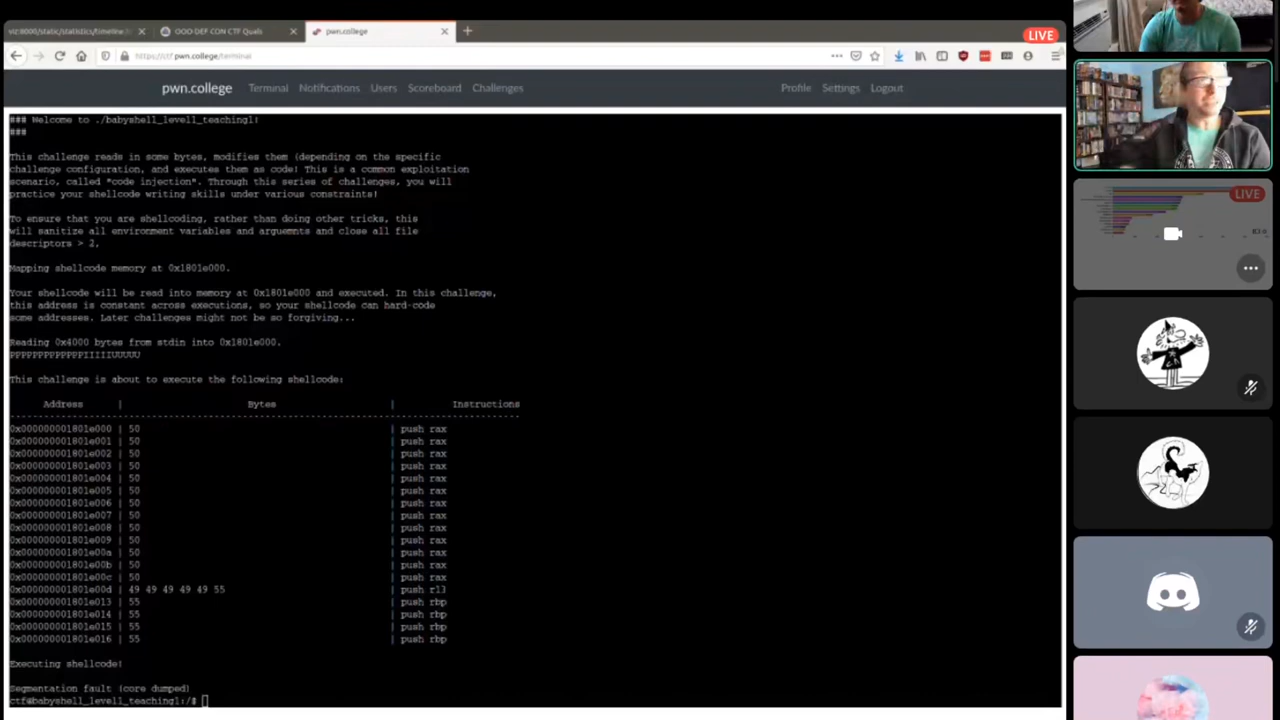 viz:8000/static/statistics/timeline.h
OOO DEF CON CTF Quals
pwn.college
LIVE
https://cse.pwn.college/terminal
pwn.college
Terminal
Notifications
Users
Scoreboard
Challenges
Profile
Settings
Logout
### Welcome to ./babyshell_level1_teaching1!
###
This challenge reads in some bytes, modifies them (depending on the specific
challenge configuration, and executes them as code! This is a common exploitation
scenario, called "code injection". Through this series of challenges, you will
practice your shellcode writing skills under various constraints!
To ensure that you are shellcoding, rather than doing other tricks, this
will sanitize all environment variables and arguemnts and close all file
descriptors > 2,
Mapping shellcode memory at 0x1801e000.
Your shellcode will be read into memory at 0x1801e000 and executed. In this challenge,
this address is constant across executions, so your shellcode can hard-code
some addresses. Later challenges might not be so forgiving...
Reading 0x4000 bytes from stdin into 0x1801e000.
PPPPPPPPPPPPPIIIIIUUUUU
This challenge is about to execute the following shellcode:
Address | Bytes | Instructions
0x000000001801e000 | 50 | push rax
0x000000001801e001 | 50 | push rax
0x000000001801e002 | 50 | push rax
0x000000001801e003 | 50 | push rax
0x000000001801e004 | 50 | push rax
0x000000001801e005 | 50 | push rax
0x000000001801e006 | 50 | push rax
0x000000001801e007 | 50 | push rax
0x000000001801e008 | 50 | push rax
0x000000001801e009 | 50 | push rax
0x000000001801e00a | 50 | push rax
0x000000001801e00b | 50 | push rax
0x000000001801e00c | 50 | push rax
0x000000001801e00d | 49 49 49 49 49 55 | push r13
0x000000001801e013 | 55 | push rbp
0x000000001801e014 | 55 | push rbp
0x000000001801e015 | 55 | push rbp
0x000000001801e016 | 55 | push rbp
Executing shellcode!
Segmentation fault (core dumped)
ctf@babyshell_level1_teaching1:/$
LIVE